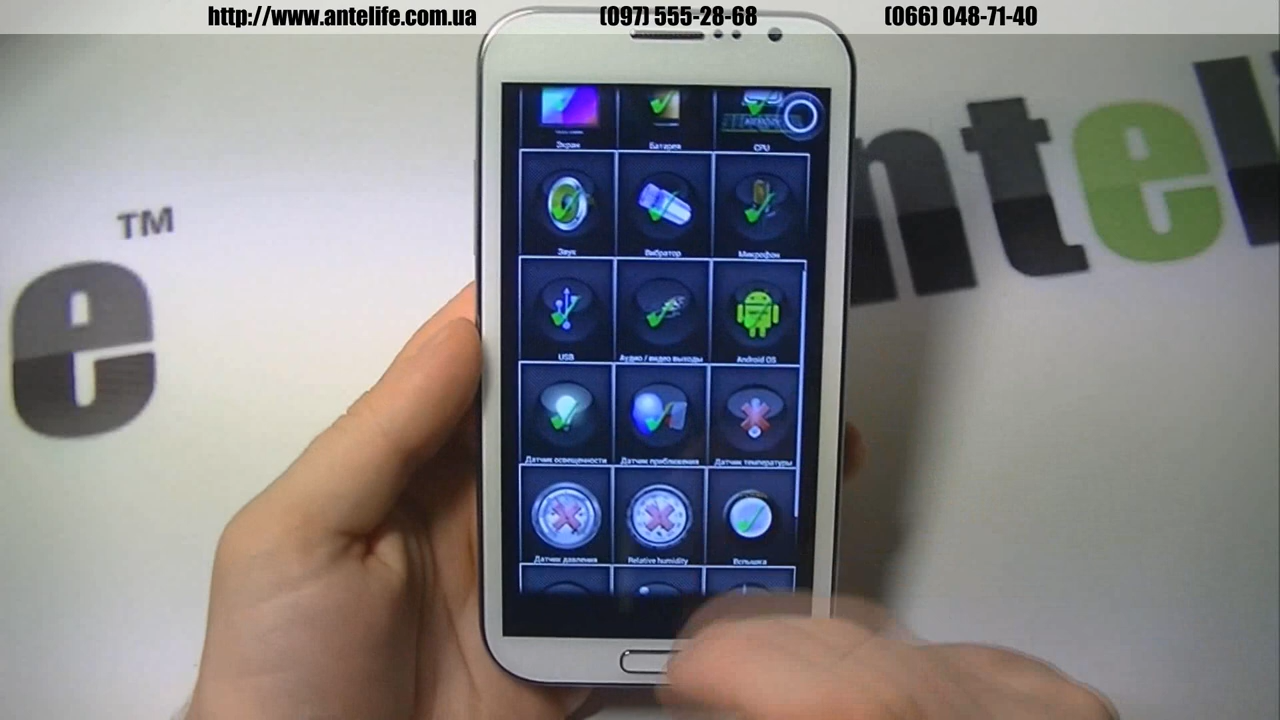 http://www.antelife.com.ua (097) 555-28-68 (066) 048-71-40
TM
e
ntel
Экран Батарея CPU
Звук Вибратор Микрофон
USB Аудио / видео выходы Android OS
Датчик освещенности Датчик приближения Датчик температуры
Датчик давления Relative humidity Вспышка